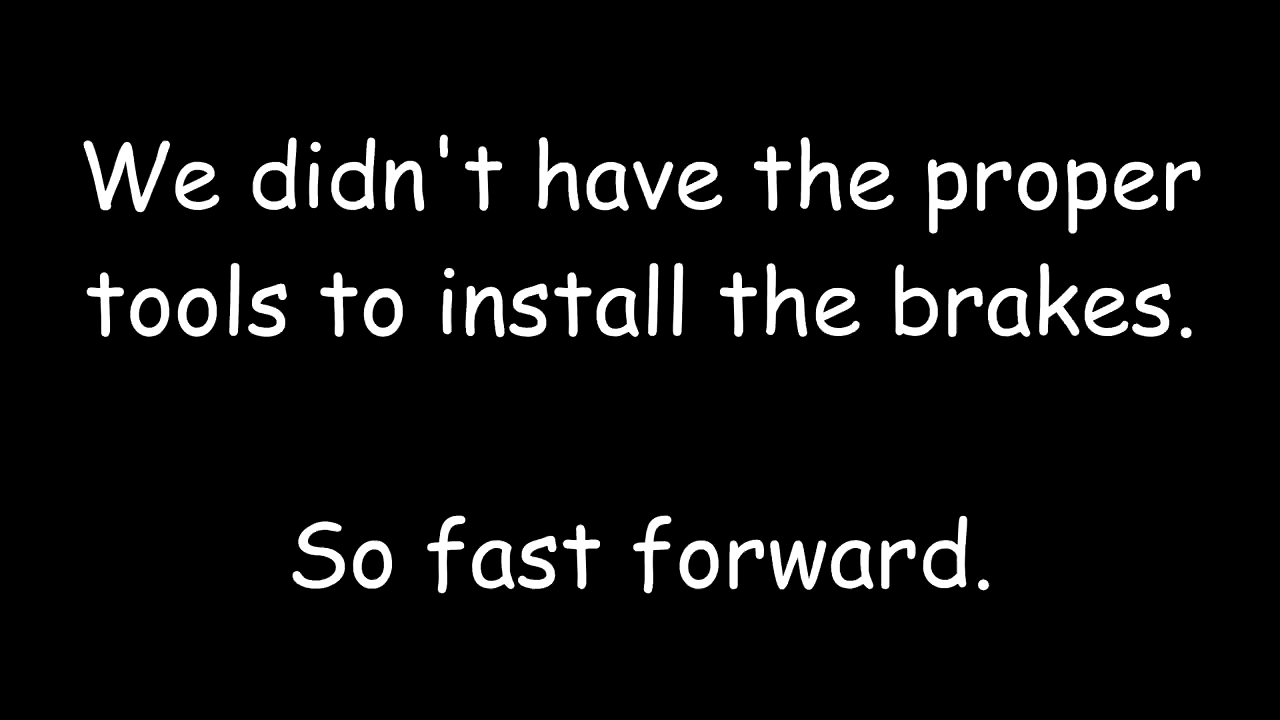 We didn't have the proper
tools to install the brakes.
So fast forward.